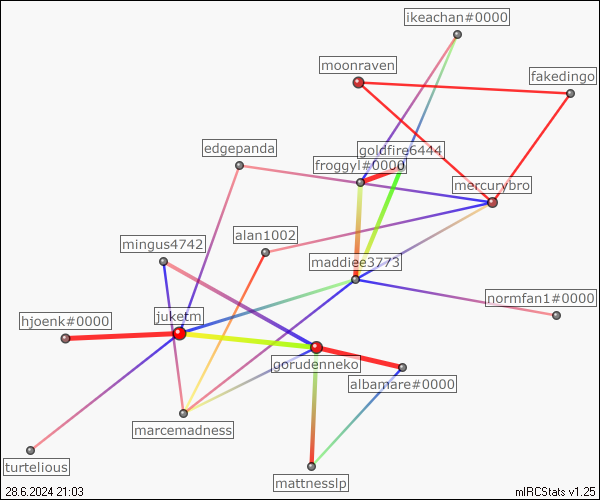 ikeachan#0000
moonraven
fakedingo
edgepanda
goldfire6444
froggyl#0000
mercurybro
alan1002
mingus4742
maddiee3773
normfan1#0000
juketm
hjoenk#0000
gorudenneko
albamare#0000
marcemadness
turtelious
mattnesslp
28.6.2024 21:03
mIRCStats v1.25